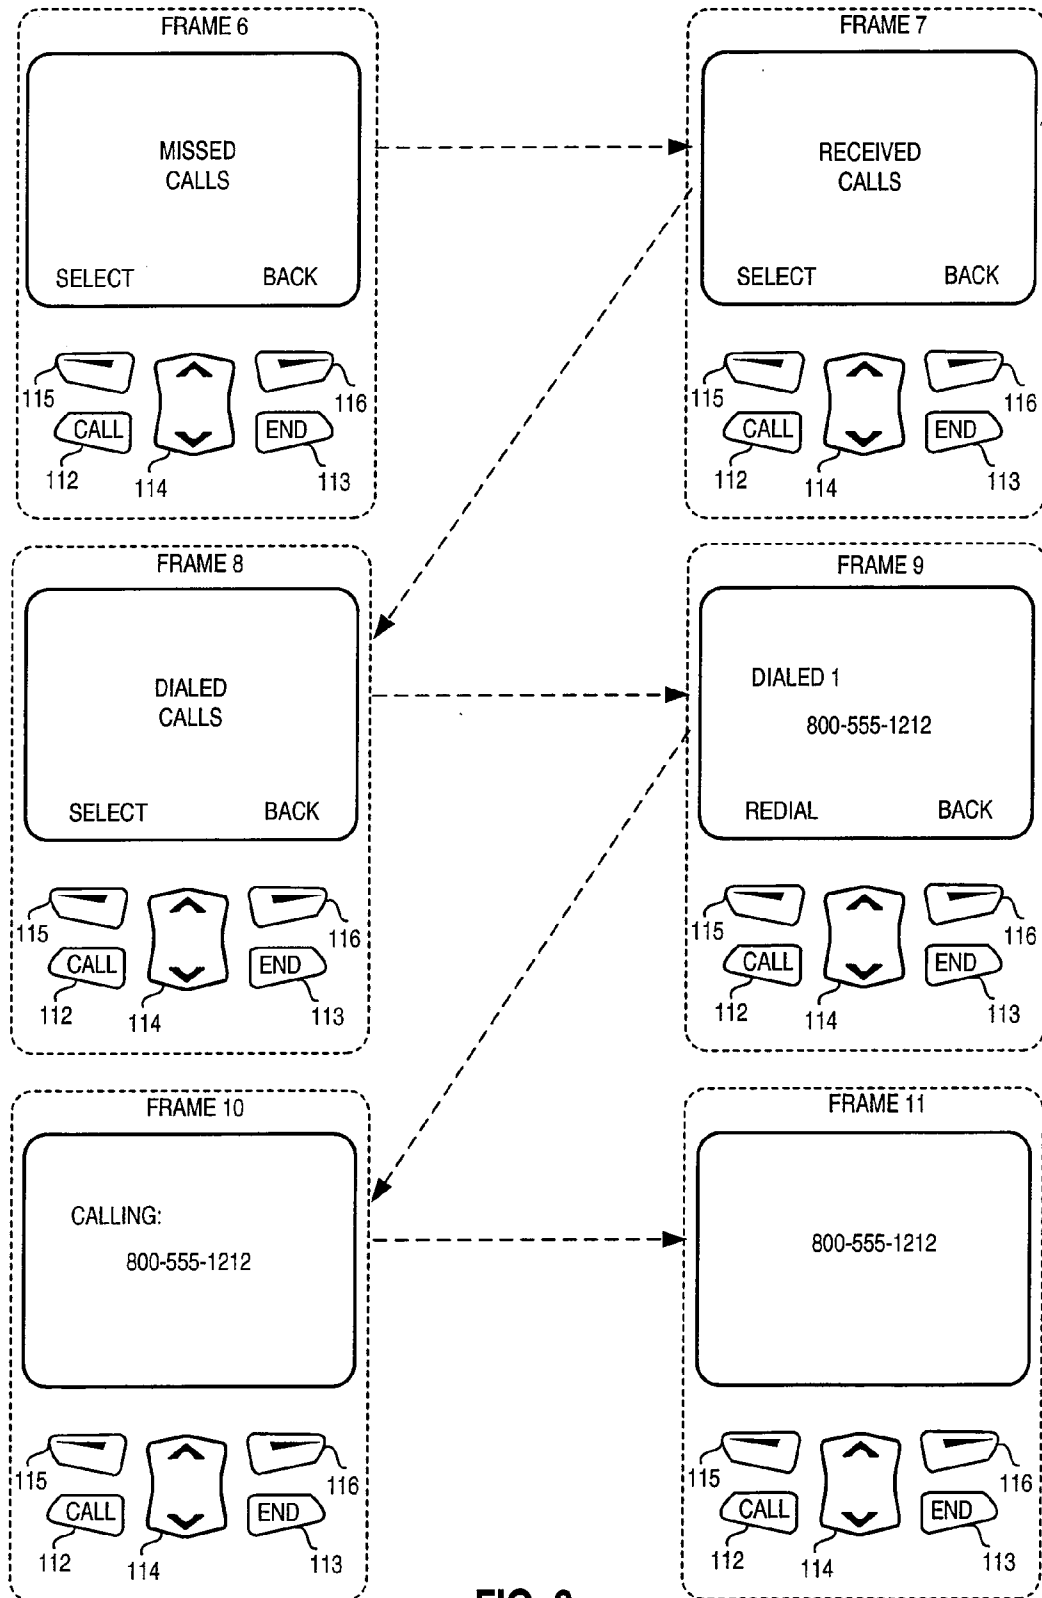 FRAME 6
MISSED
CALLS
SELECT BACK
115
116
CALL
END
112
114
113
FRAME 7
RECEIVED
CALLS
SELECT BACK
115
116
CALL
END
112
114
113
FRAME 8
DIALED
CALLS
SELECT BACK
115
116
CALL
END
112
114
113
FRAME 9
DIALED 1
800-555-1212
REDIAL BACK
115
116
CALL
END
112
114
113
FRAME 10
CALLING:
800-555-1212
115
116
CALL
END
112
114
113
FRAME 11
800-555-1212
115
116
CALL
END
112
114
113